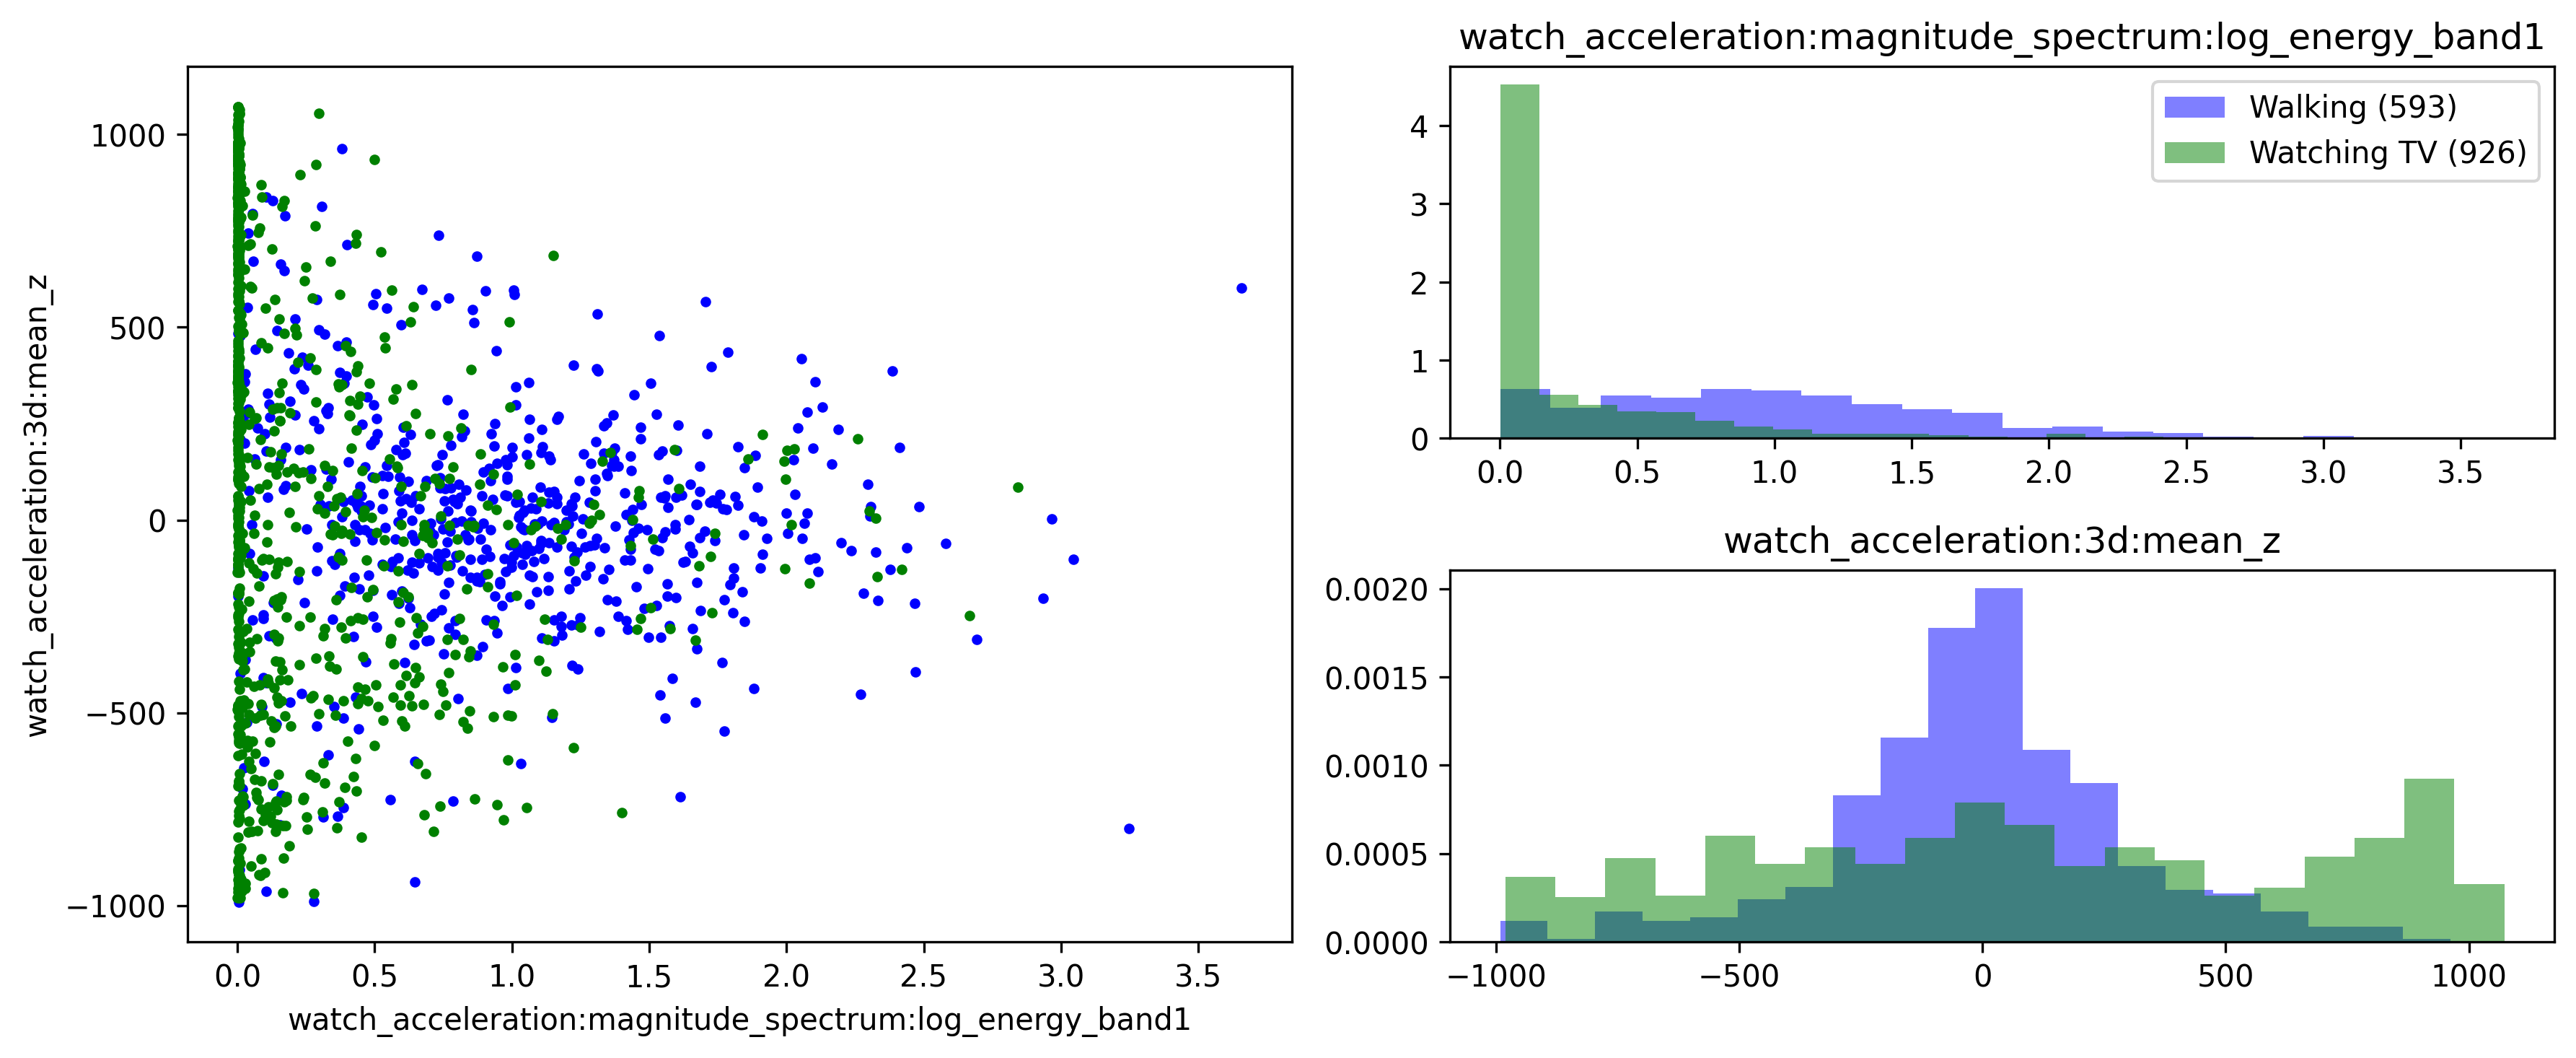 watch_acceleration:3d:mean_z
1000
500
0
−500
−1000
0.0 0.5 1.0 1.5 2.0 2.5 3.0 3.5
watch_acceleration:magnitude_spectrum:log_energy_band1
watch_acceleration:magnitude_spectrum:log_energy_band1
Walking (593)
Watching TV (926)
4
3
2
1
0
0.0 0.5 1.0 1.5 2.0 2.5 3.0 3.5
watch_acceleration:3d:mean_z
0.0020
0.0015
0.0010
0.0005
0.0000
−1000 −500 0 500 1000